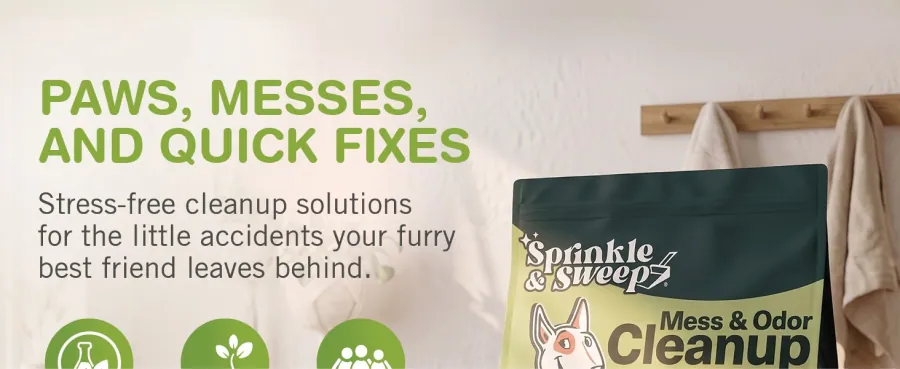 PAWS, MESSES,
AND QUICK FIXES
Stress-free cleanup solutions
for the little accidents your furry
best friend leaves behind.
Sprinkle
& Sweep®
Mess & Odor
Cleanup